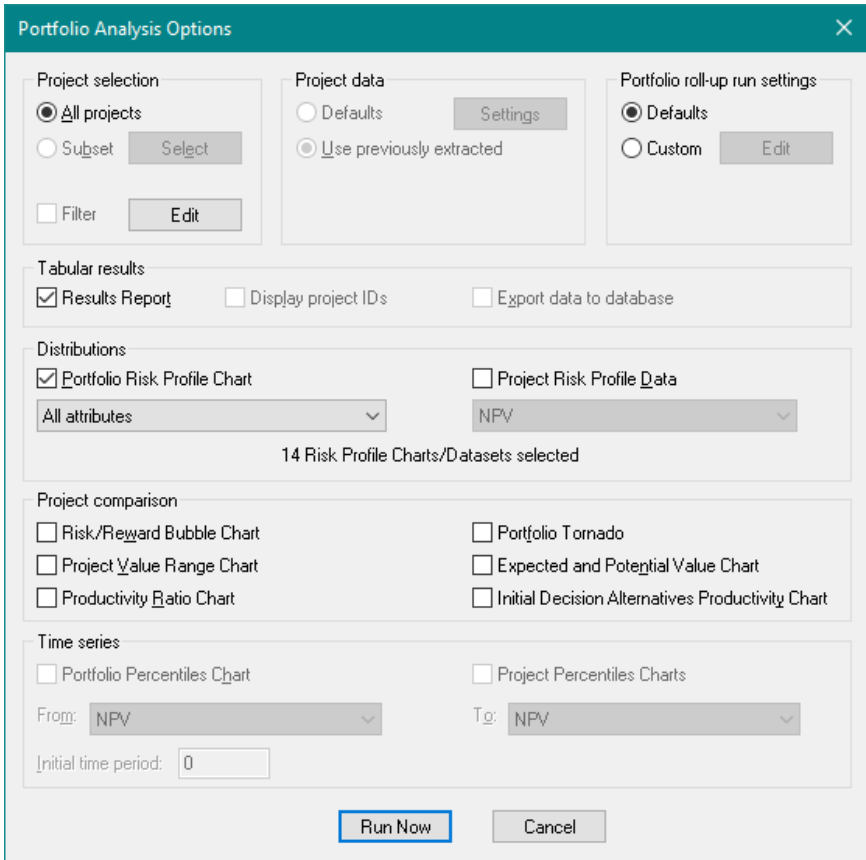 Portfolio Analysis Options
Project selection
All projects
Subset Select
Filter Edit
Project data
Defaults Settings
Use previously extracted
Portfolio roll-up run settings
Defaults
Custom Edit
Tabular results
Results Report Display project IDs Export data to database
Distributions
Portfolio Risk Profile Chart Project Risk Profile Data
All attributes NPV
14 Risk Profile Charts/Datasets selected
Project comparison
Risk/Reward Bubble Chart Portfolio Tornado
Project Value Range Chart Expected and Potential Value Chart
Productivity Ratio Chart Initial Decision Alternatives Productivity Chart
Time series
Portfolio Percentiles Chart Project Percentiles Charts
From: NPV To: NPV
Initial time period: 0
Run Now Cancel